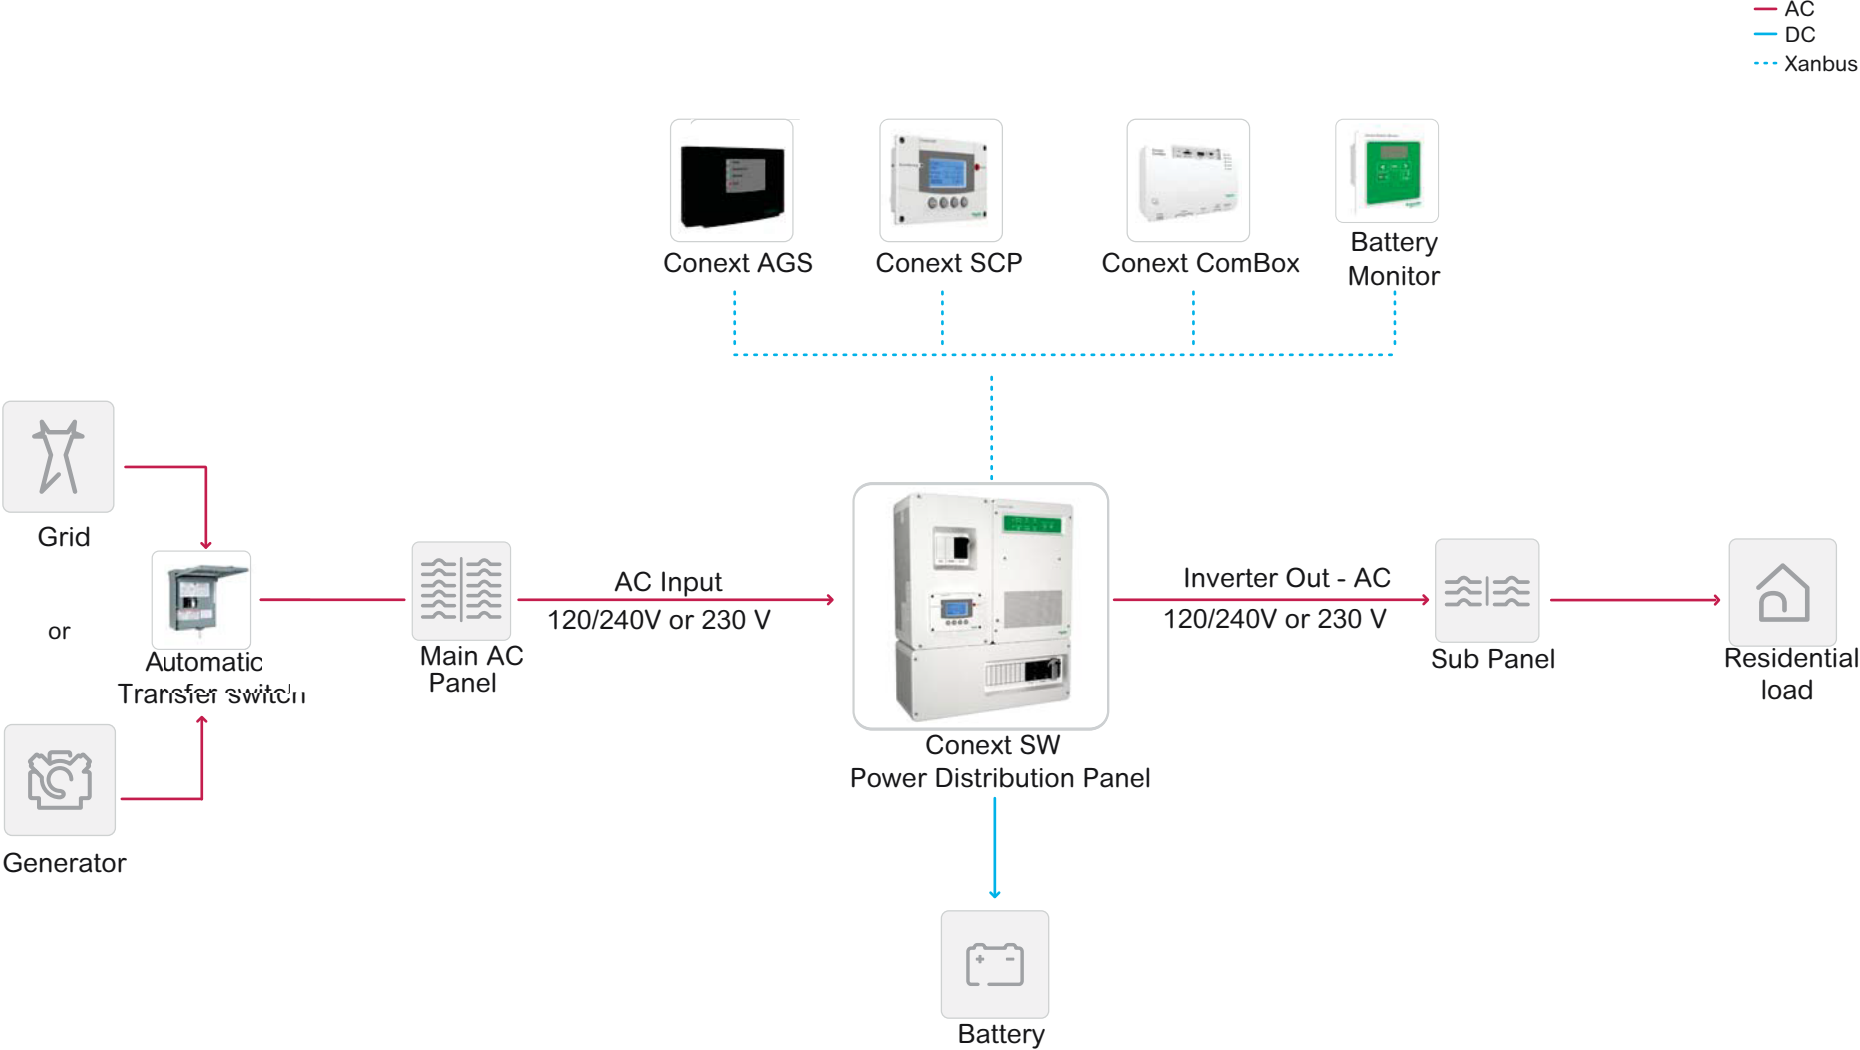 AC
DC
Xanbus
Conext AGS
Conext SCP
Conext ComBox
Battery
Monitor
Grid
or
Automatic
Transfer switch
Generator
Main AC
Panel
AC Input
120/240V or 230 V
Conext SW
Power Distribution Panel
Inverter Out - AC
120/240V or 230 V
Sub Panel
Residential
load
Battery